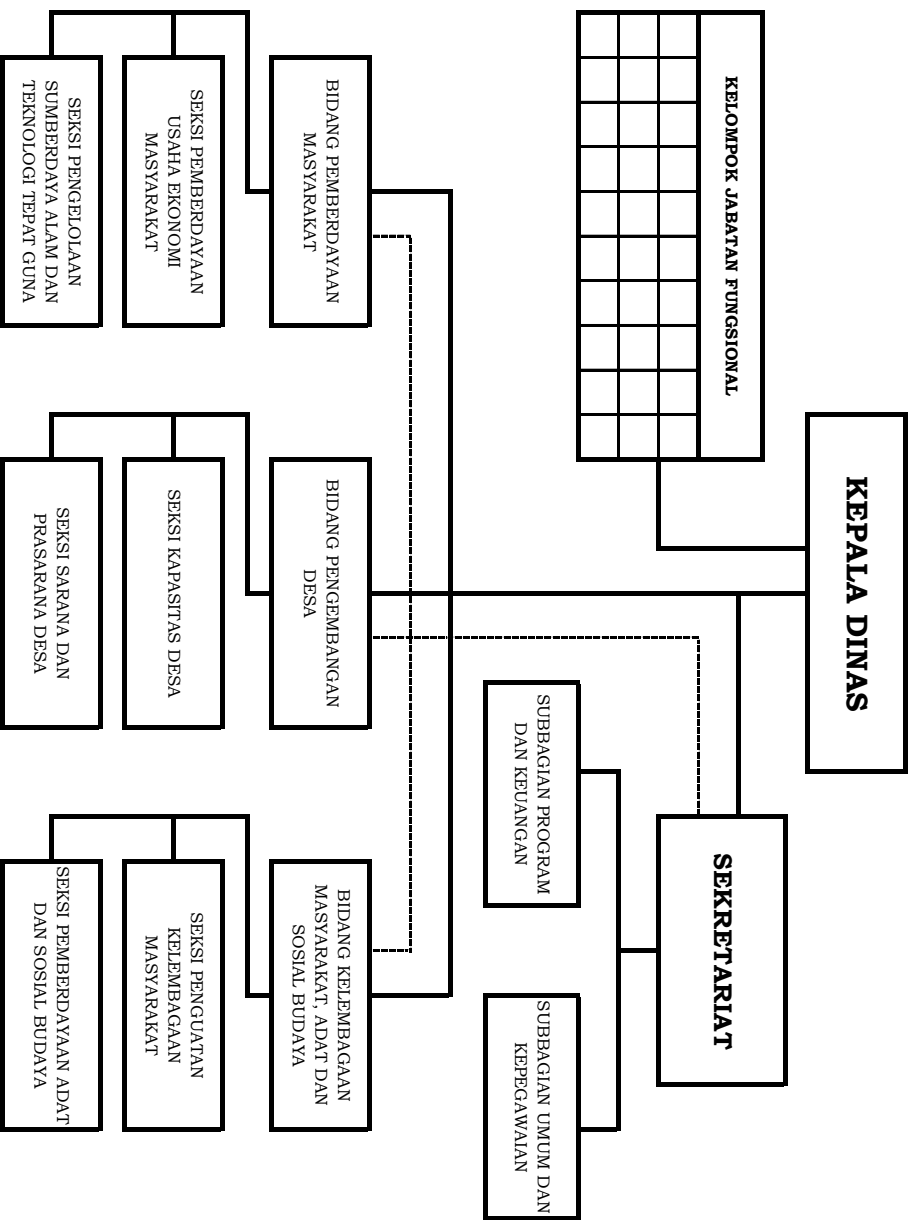 KEPALA DINAS
KELOMPOK JABATAN FUNGSIONAL
SEKRETARIAT
SUBBAGIAN PROGRAM
DAN KEUANGAN
SUBBAGIAN UMUM DAN
KEPEGAWAIAN
BIDANG PEMBERDAYAAN
MASYARAKAT
BIDANG PENGEMBANGAN
DESA
BIDANG KELEMBAGAAN
MASYARAKAT, ADAT DAN
SOSIAL BUDAYA
SEKSI PEMBERDAYAAN
USAHA EKONOMI
MASYARAKAT
SEKSI KAPASITAS DESA
SEKSI PENGUATAN
KELEMBAGAAN
MASYARAKAT
SEKSI PENGELOLAAN
SUMBERDAYA ALAM DAN
TEKNOLOGI TEPAT GUNA
SEKSI SARANA DAN
PRASARANA DESA
SEKSI PEMBERDAYAAN ADAT
DAN SOSIAL BUDAYA